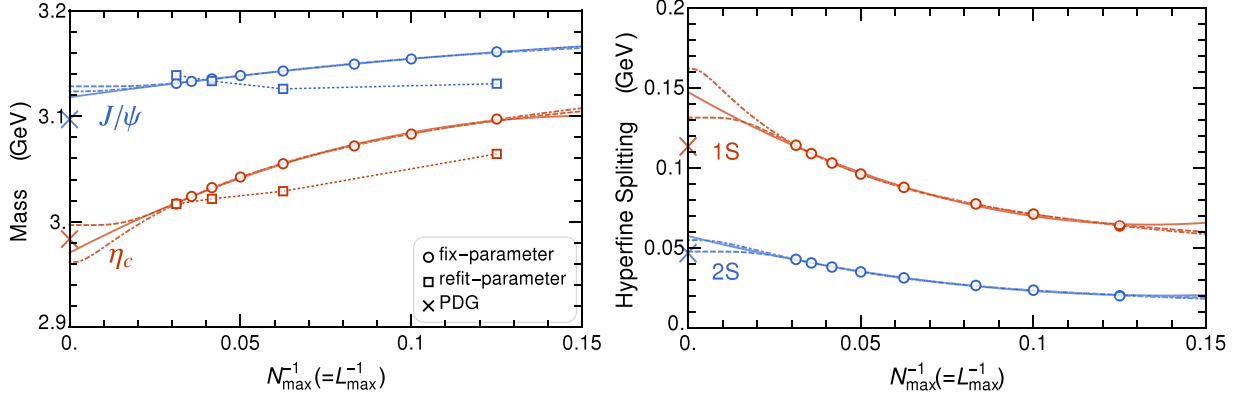 3.2
3.1
3.
2.9
Mass (GeV)
J/ψ
η_c
fix-parameter
refit-parameter
PDG
0. 0.05 0.10 0.15
N_max^-1 (=L_max^-1)
0.2
0.15
0.1
0.05
0.
Hyperfine Splitting (GeV)
1S
2S
0. 0.05 0.10 0.15
N_max^-1 (=L_max^-1)